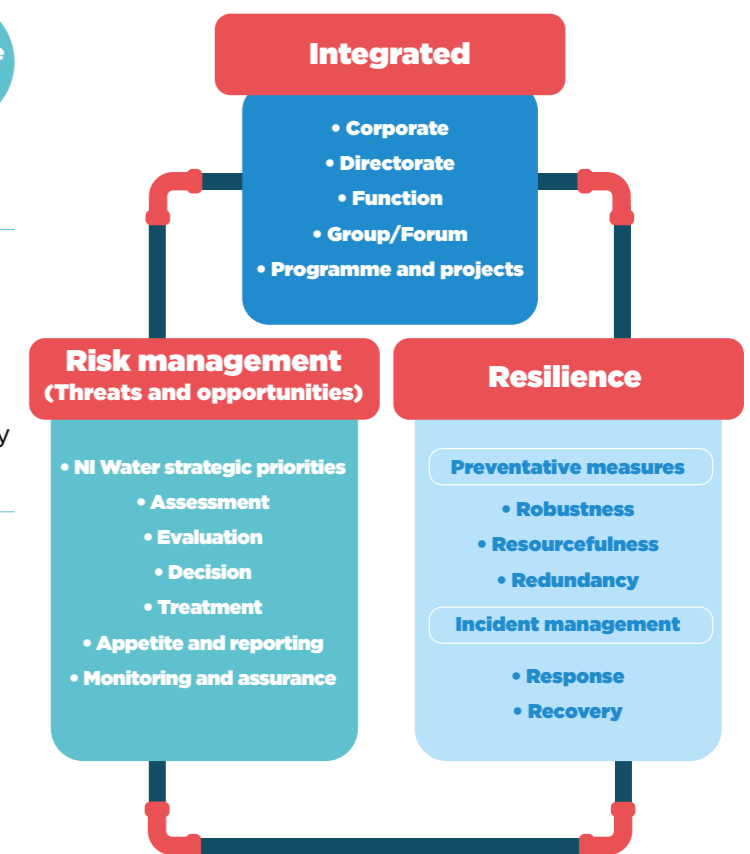 e
y
Integrated
• Corporate
• Directorate
• Function
• Group/Forum
• Programme and projects
Risk management
(Threats and opportunities)
• NI Water strategic priorities
• Assessment
• Evaluation
• Decision
• Treatment
• Appetite and reporting
• Monitoring and assurance
Resilience
Preventative measures
• Robustness
• Resourcefulness
• Redundancy
Incident management
• Response
• Recovery